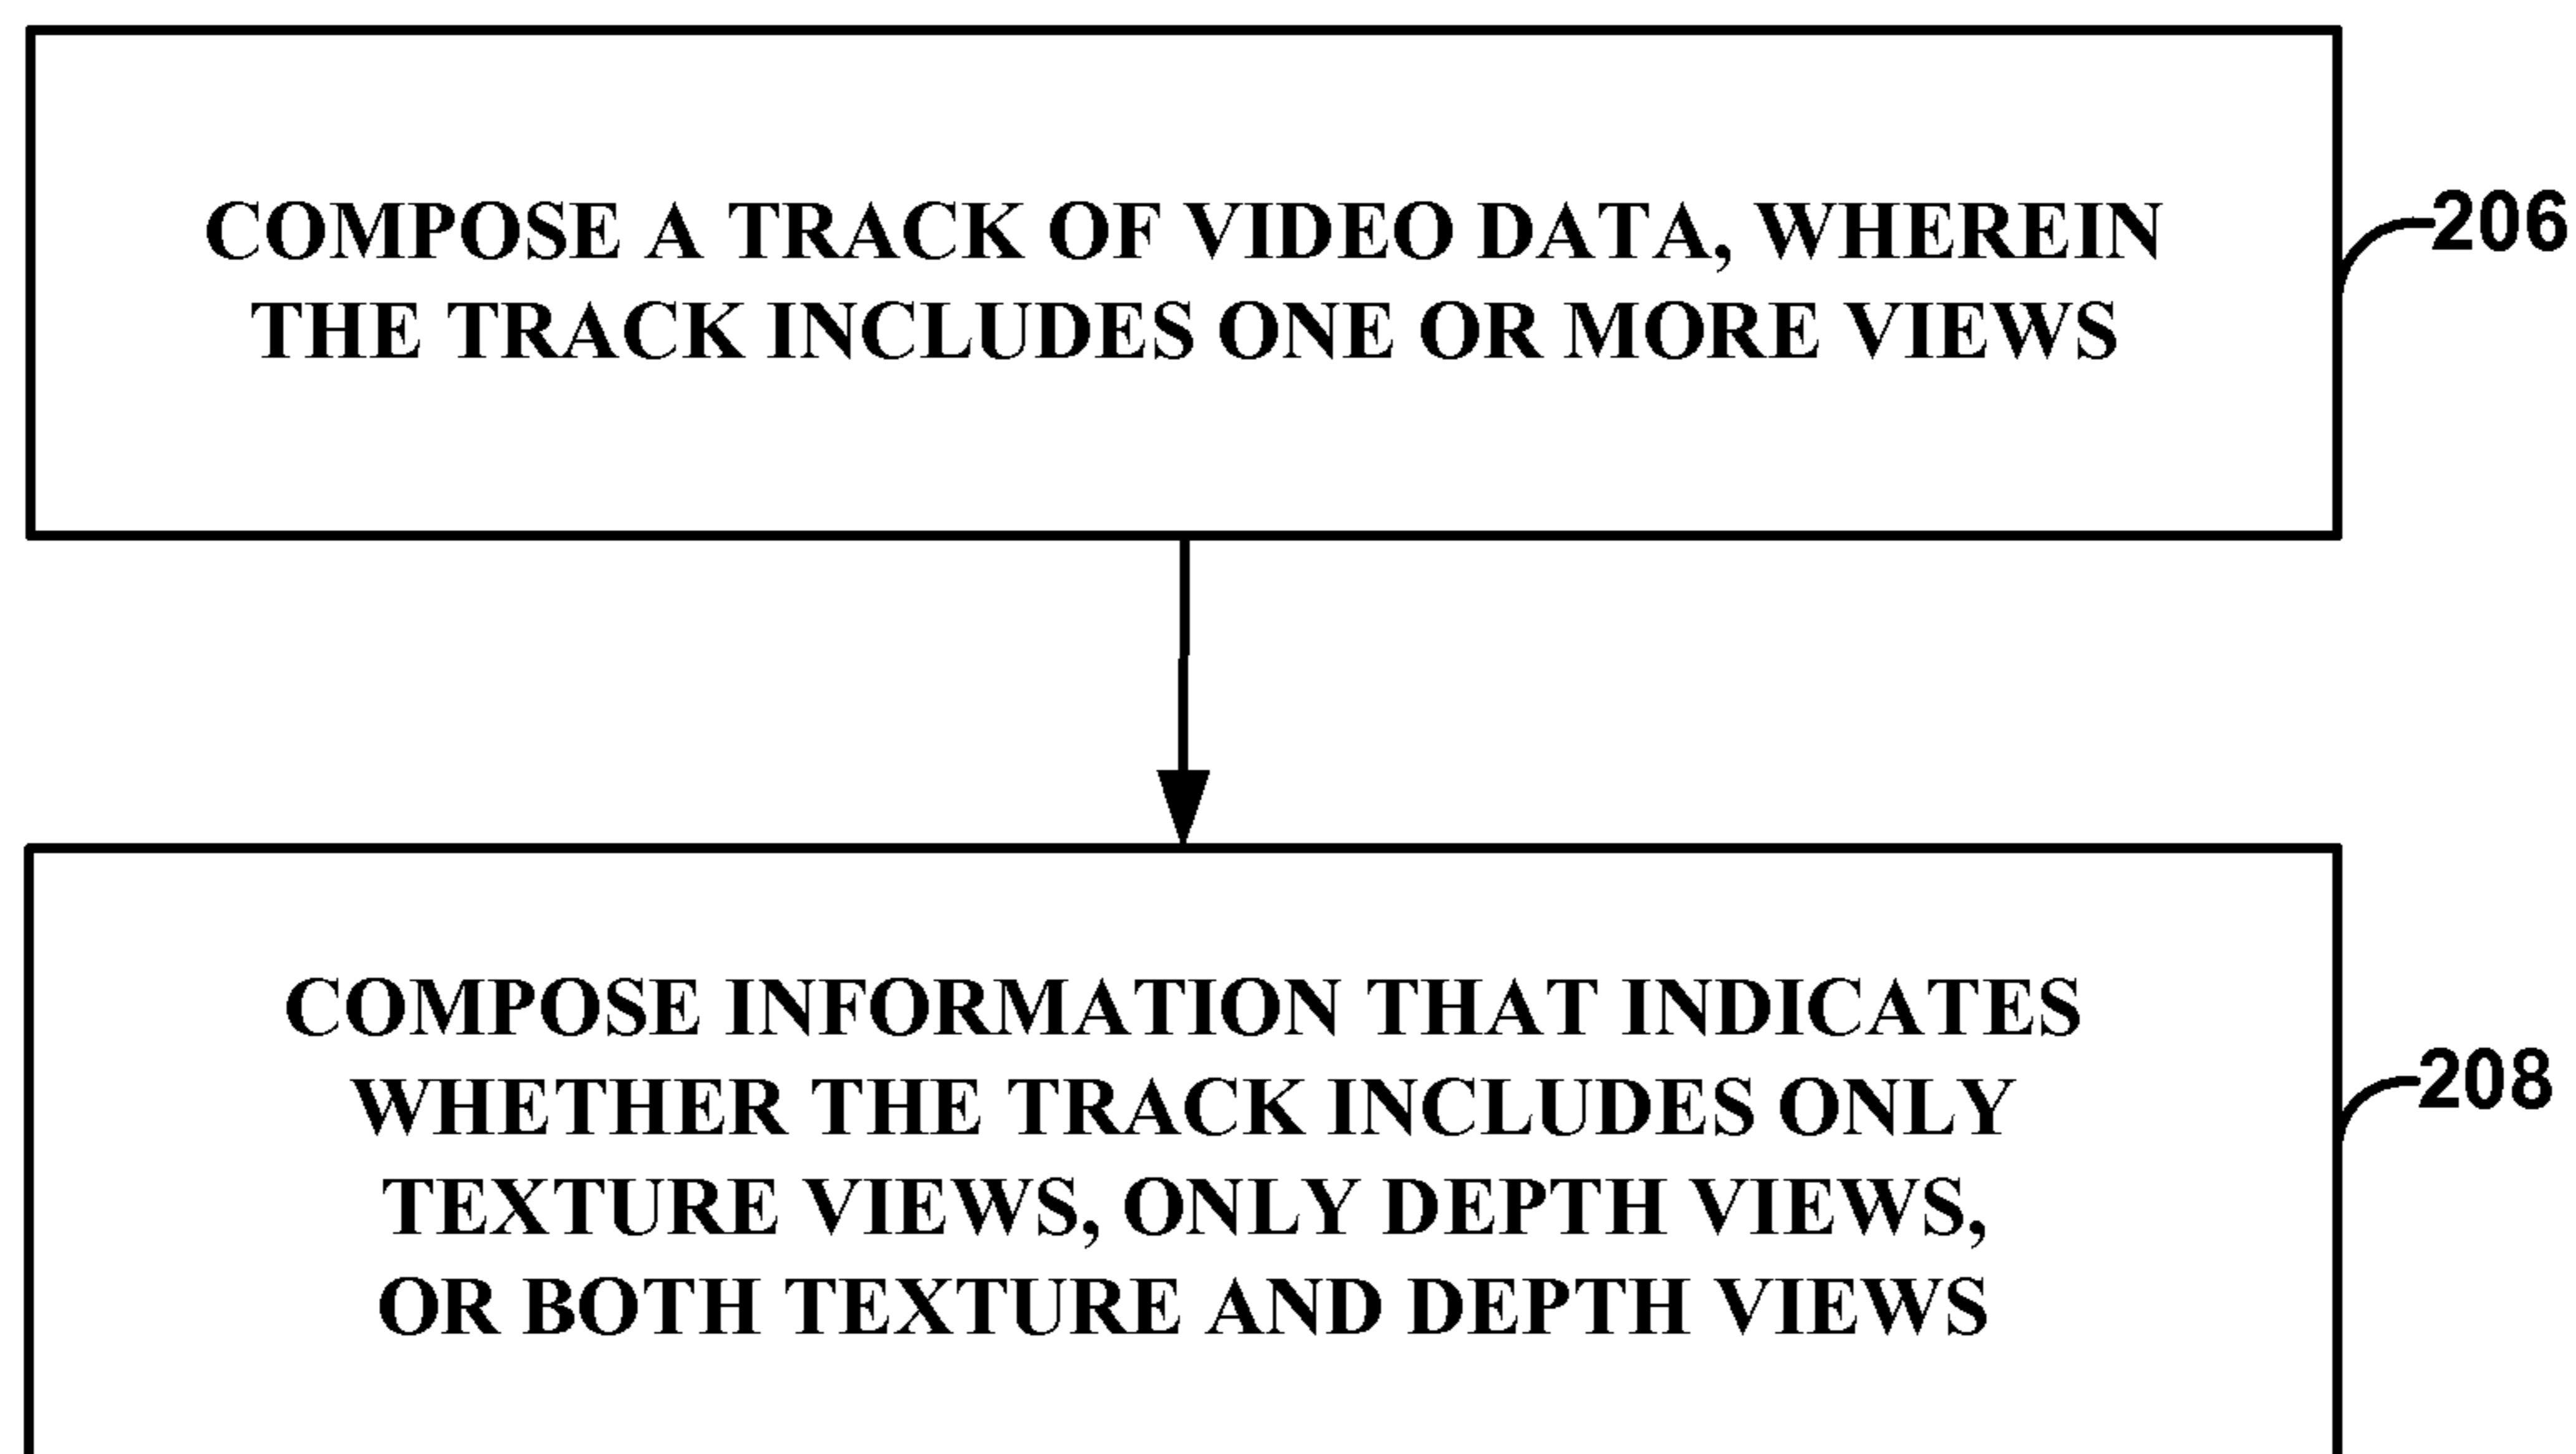 COMPOSE A TRACK OF VIDEO DATA, WHEREIN
THE TRACK INCLUDES ONE OR MORE VIEWS
206
COMPOSE INFORMATION THAT INDICATES
WHETHER THE TRACK INCLUDES ONLY
TEXTURE VIEWS, ONLY DEPTH VIEWS,
OR BOTH TEXTURE AND DEPTH VIEWS
208